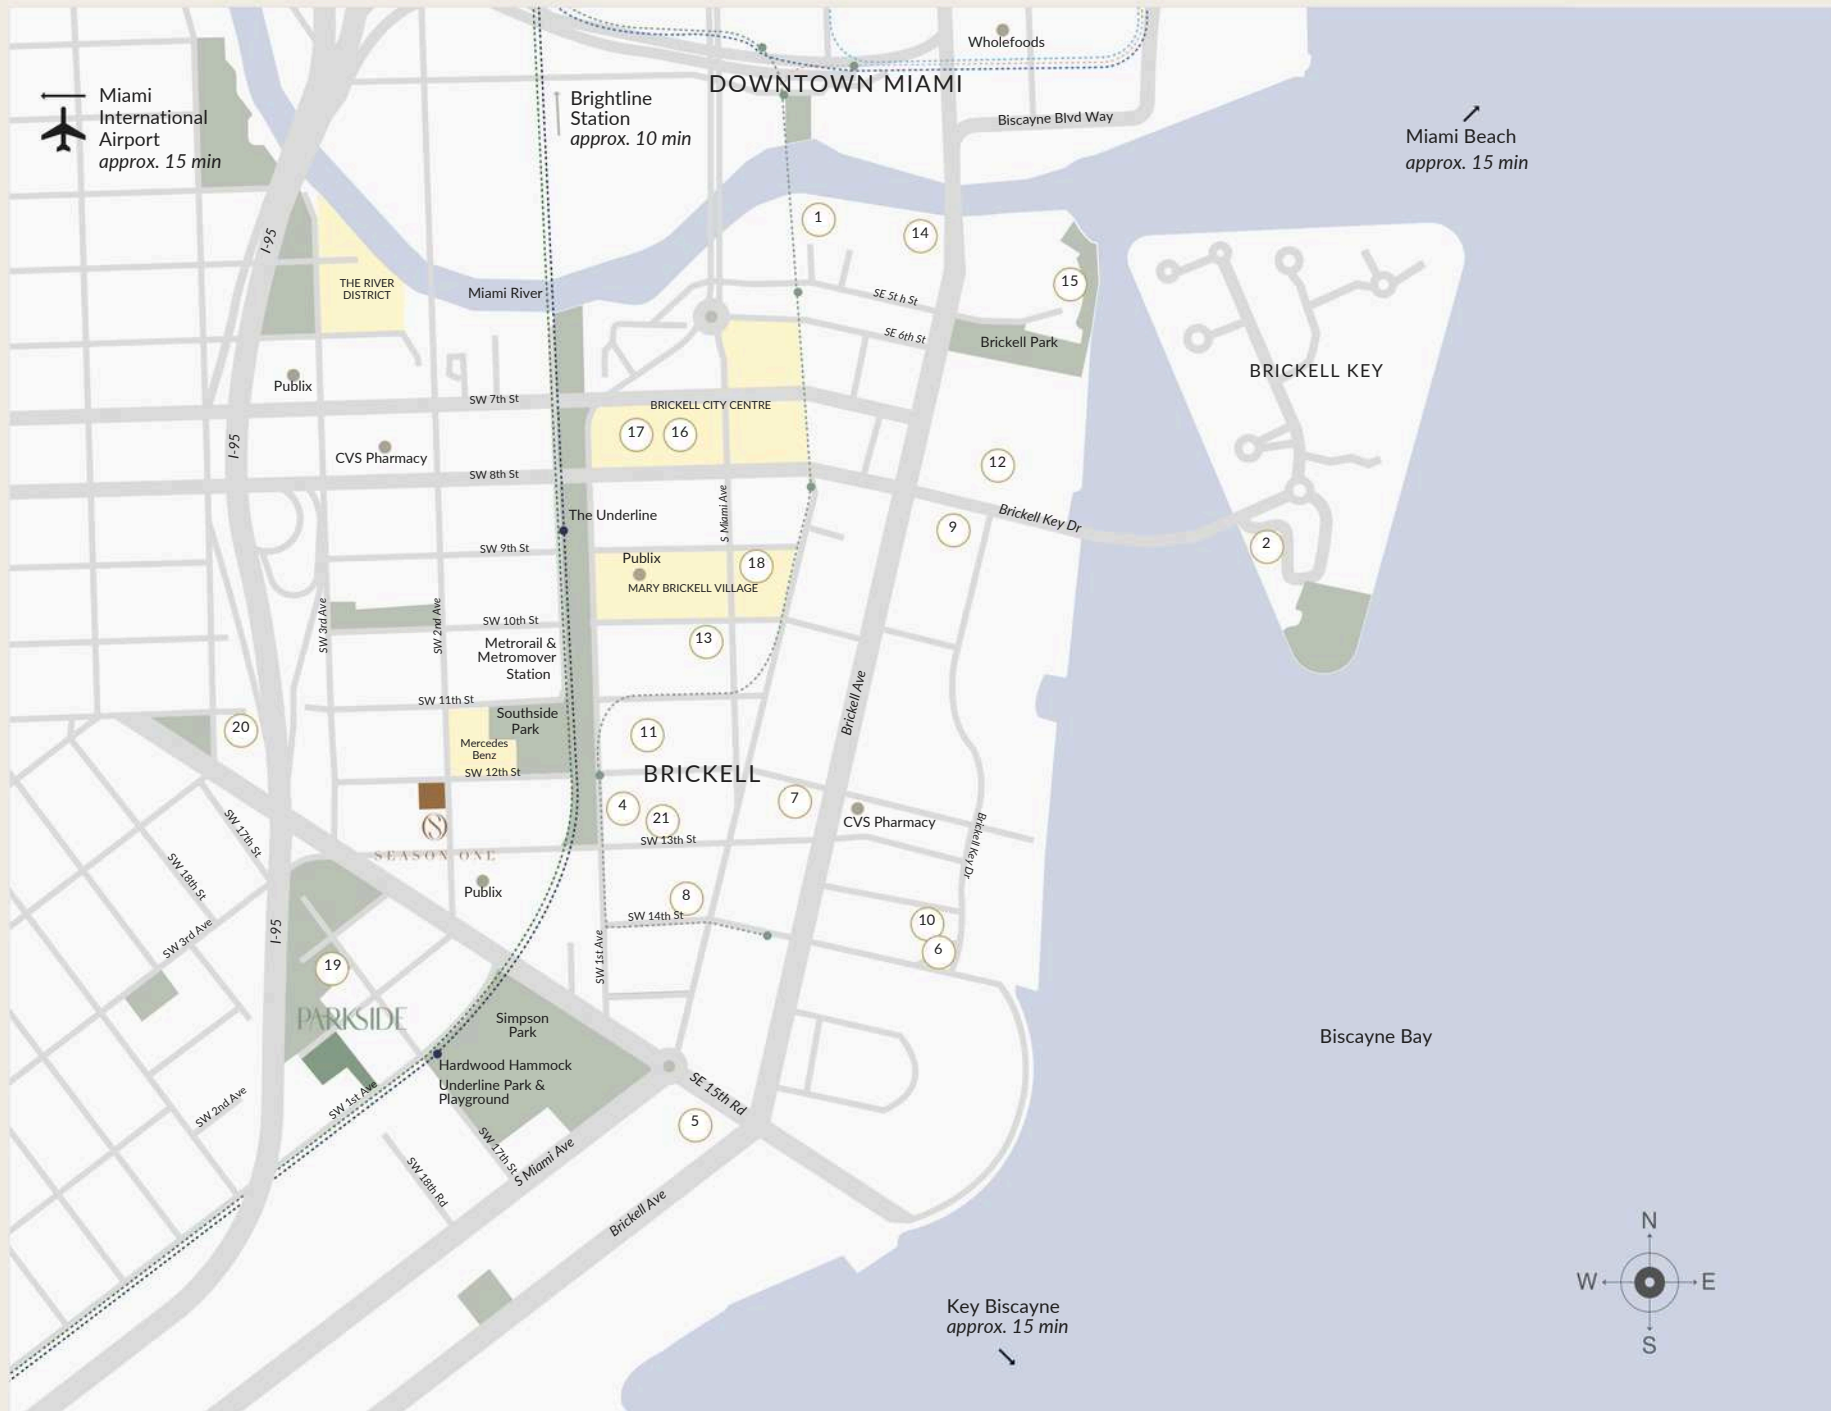 Wholefoods
DOWNTOWN MIAMI
Miami
International
Airport
approx. 15 min
Brightline
Station
approx. 10 min
Biscayne Blvd Way
Miami Beach
approx. 15 min
1
14
I-95
15
THE RIVER
DISTRICT
Miami River
SE 5th St
SE 6th St
Brickell Park
BRICKELL KEY
Publix
SW 7th St
BRICKELL CITY CENTRE
17
16
I-95
CVS Pharmacy
12
SW 8th St
S Miami Ave
The Underline
Brickell Key Dr
9
2
SW 9th St
Publix
18
MARY BRICKELL VILLAGE
SW 3rd Ave
SW 2nd Ave
SW 10th St
13
Metrorail &
Metromover
Station
SW 11th St
Brickell Ave
20
Southside
Park
11
Mercedes
Benz
SW 12th St
BRICKELL
4
21
7
CVS Pharmacy
SW 17th St
SW 13th St
Brickell Key Dr
S
SEASON ONE
SW 18th St
Publix
8
SW 14th St
10
6
SW 3rd Ave
I-95
SW 1st Ave
19
PARKSIDE
Simpson
Park
Biscayne Bay
Hardwood Hammock
Underline Park &
Playground
SW 2nd Ave
SW 1st Ave
SE 15th Rd
5
SW 17th St
S Miami Ave
SW 18th Rd
Brickell Ave
N
W
E
S
Key Biscayne
approx. 15 min